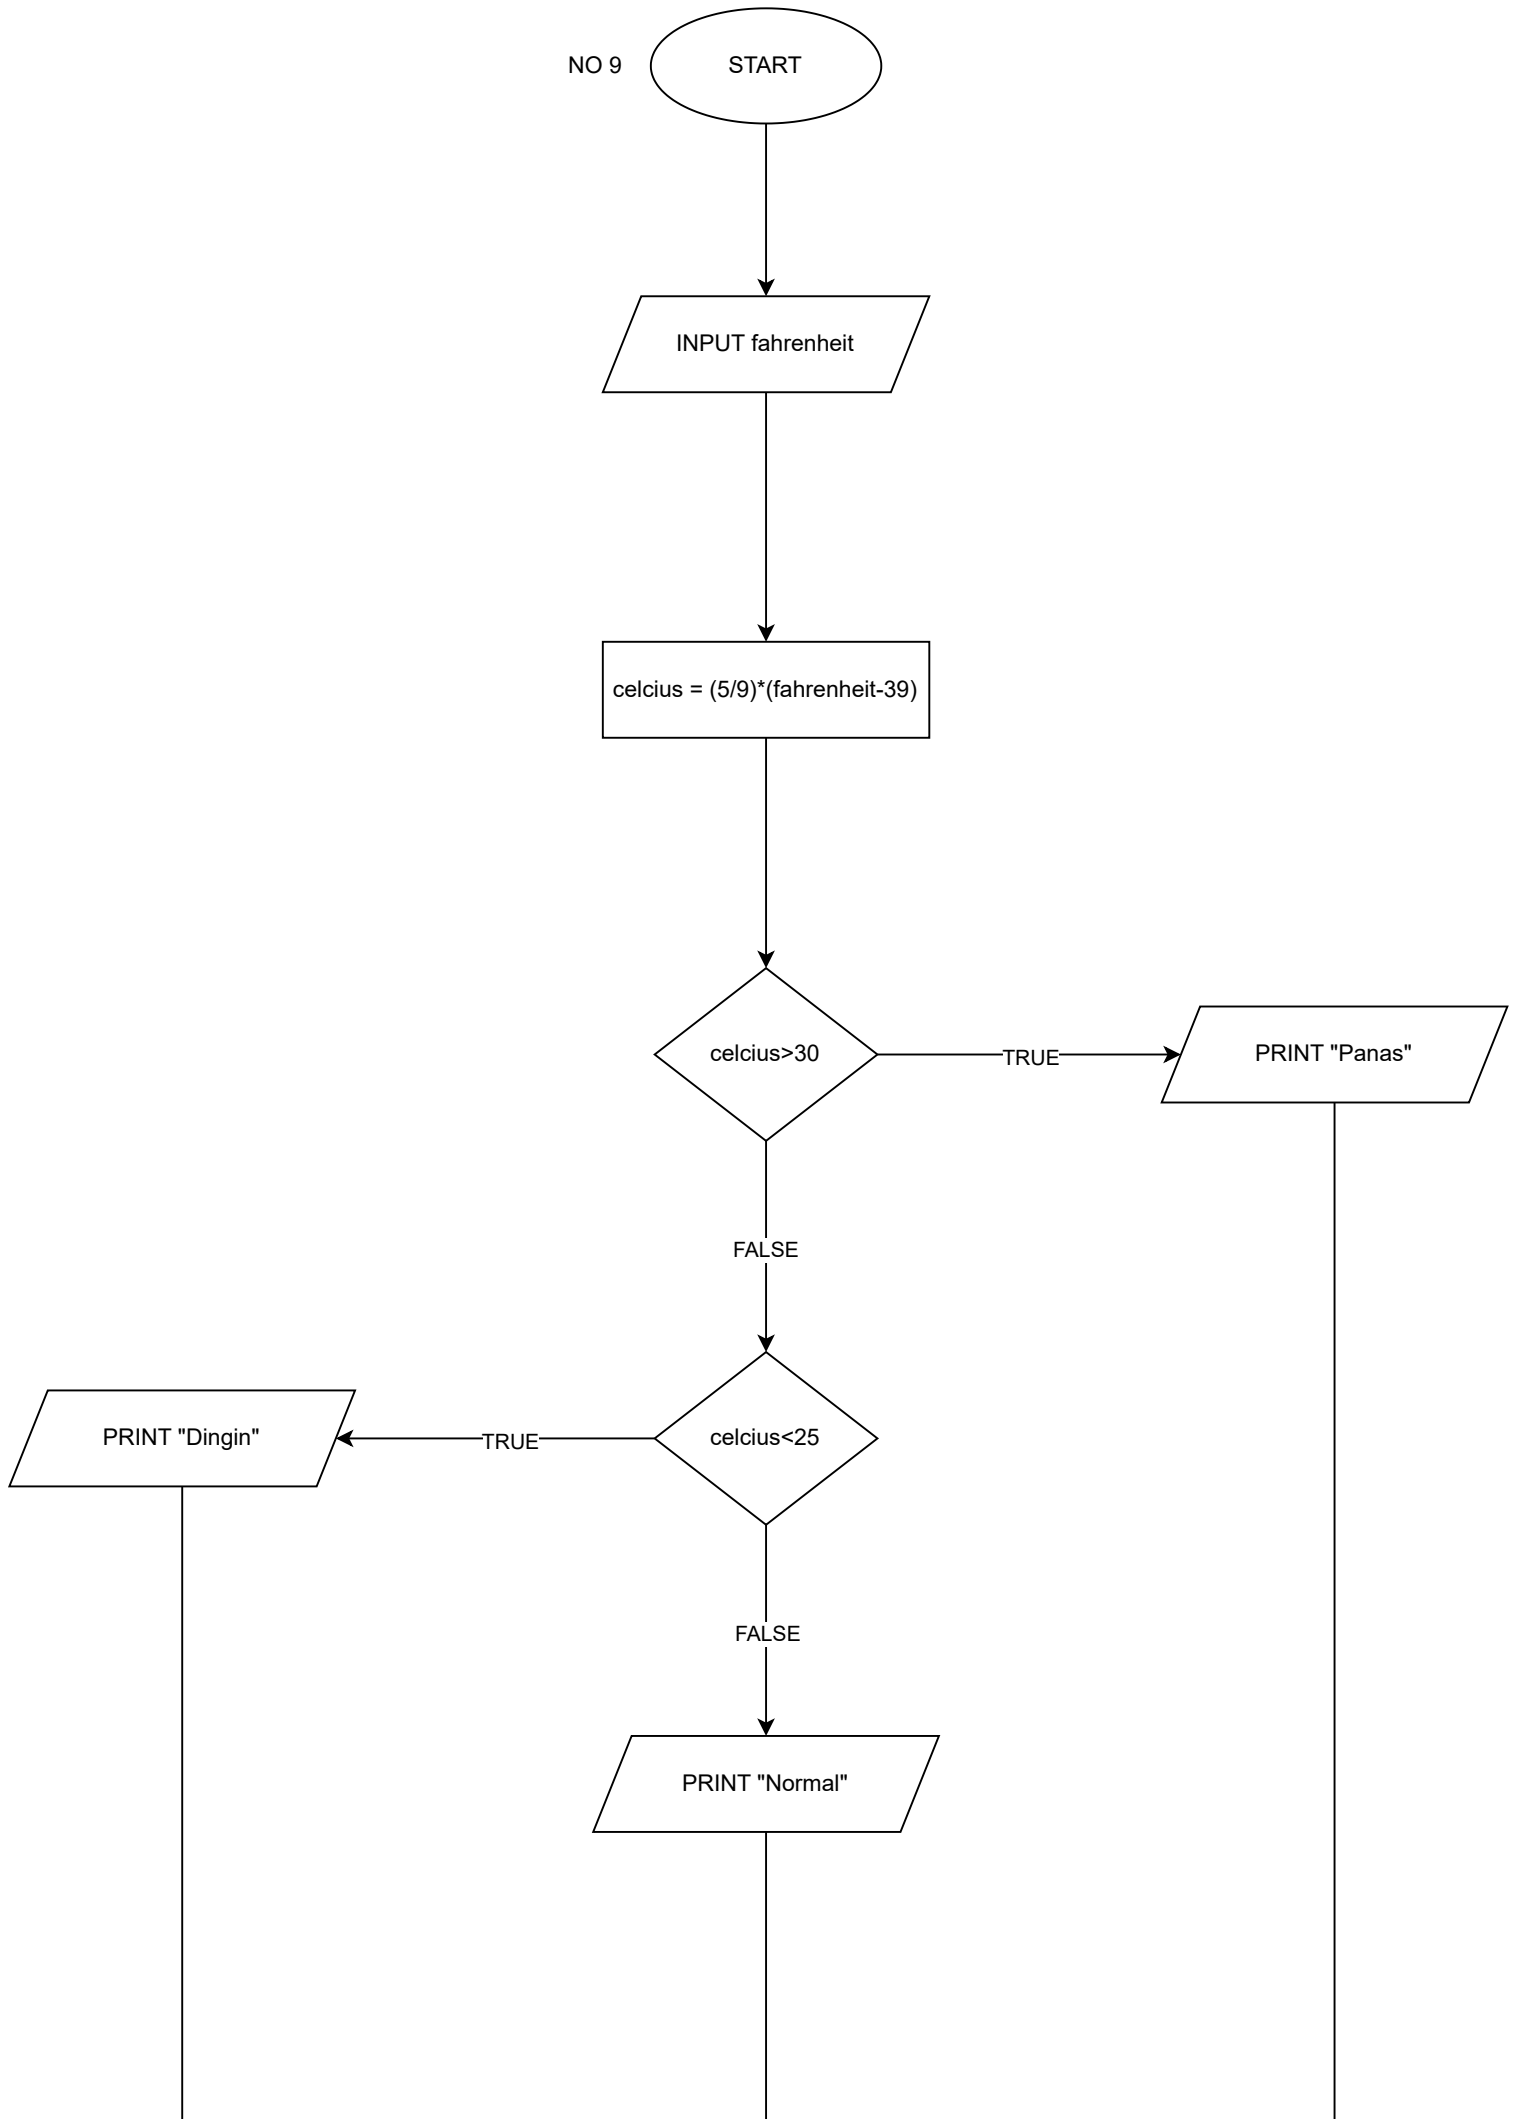 NO 9
START
INPUT fahrenheit
celcius = (5/9)*(fahrenheit-39)
celcius>30
TRUE
PRINT "Panas"
FALSE
PRINT "Dingin"
TRUE
celcius<25
FALSE
PRINT "Normal"